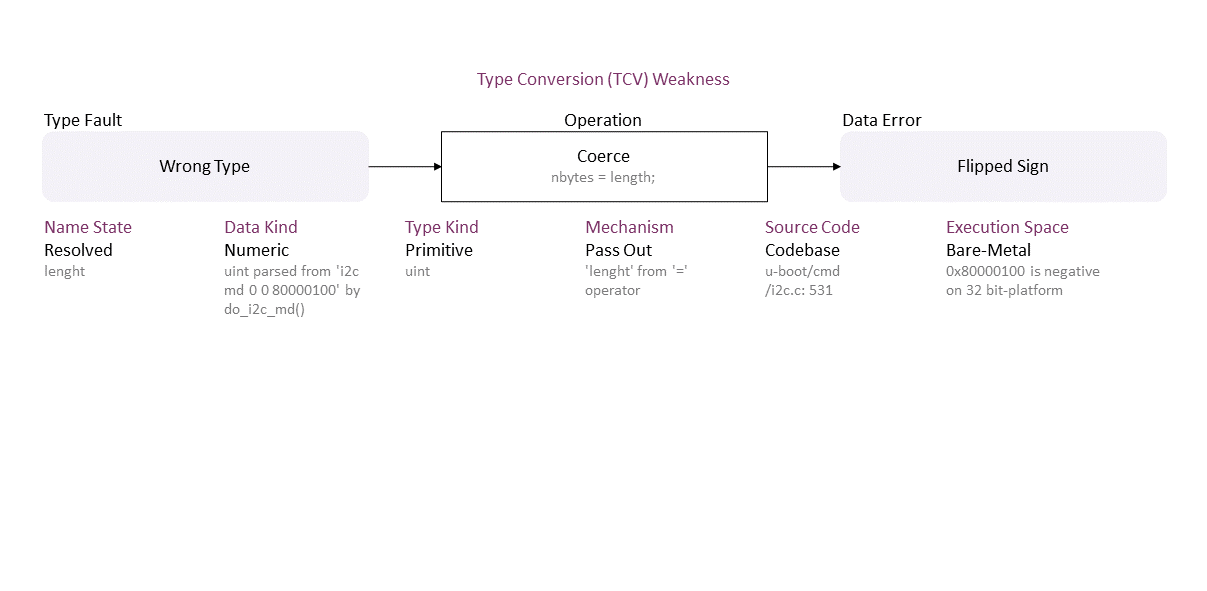 Type Conversion (TCV) Weakness
Type Fault
Operation
Data Error
Wrong Type
Coerce
nbytes = length;
Flipped Sign
Name State
Resolved
lenght
Data Kind
Numeric
uint parsed from 'i2c
md 0 0 80000100' by
do_i2c_md()
Type Kind
Primitive
uint
Mechanism
Pass Out
'lenght' from '='
operator
Source Code
Codebase
u-boot/cmd
/i2c.c: 531
Execution Space
Bare-Metal
0x80000100 is negative
on 32 bit-platform